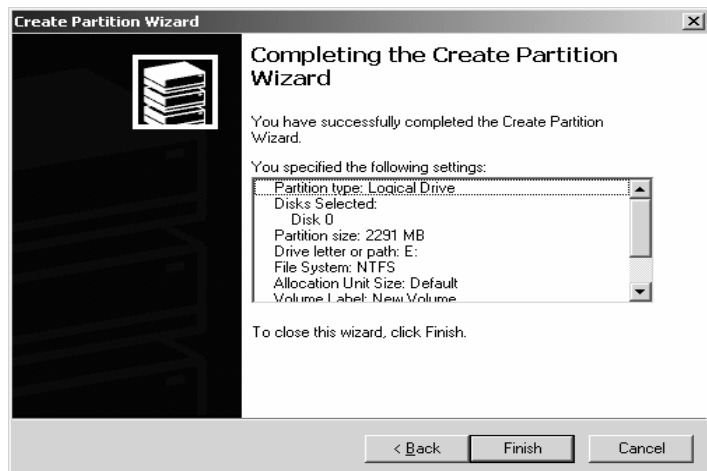 Create Partition Wizard
Completing the Create Partition
Wizard
You have successfully completed the Create Partition
Wizard.
You specified the following settings:
Partition type: Logical Drive
Disks Selected:
Disk 0
Partition size: 2291 MB
Drive letter or path: E:
File System: NTFS
Allocation Unit Size: Default
Volume Label: New Volume
To close this wizard, click Finish.
< Back
Finish
Cancel